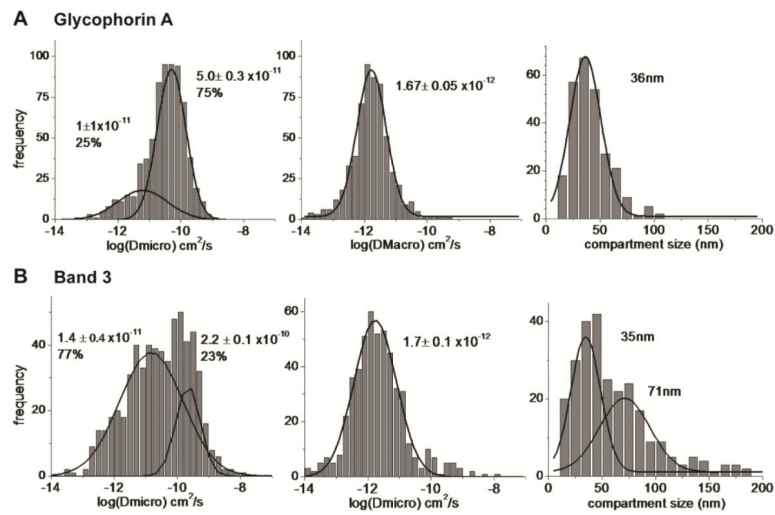 A Glycophorin A
100
75
50
25
0
frequency
5.0± 0.3 x10-11
75%
1±1x10-11
25%
-14 -12 -10 -8
log(Dmicro) cm2/s
100
75
50
25
0
1.67± 0.05 x10-12
-14 -12 -10 -8
log(DMacro) cm2/s
60
40
20
0
36nm
0 50 100 150 200
compartment size (nm)
B Band 3
40
20
0
frequency
1.4 ± 0.4 x10-11
77%
2.2 ± 0.1 x10-10
23%
-14 -12 -10 -8
log(Dmicro) cm2/s
60
40
20
0
1.7± 0.1 x10-12
-14 -12 -10 -8
log(Dmicro) cm2/s
40
20
0
35nm
71nm
0 50 100 150 200
compartment size (nm)